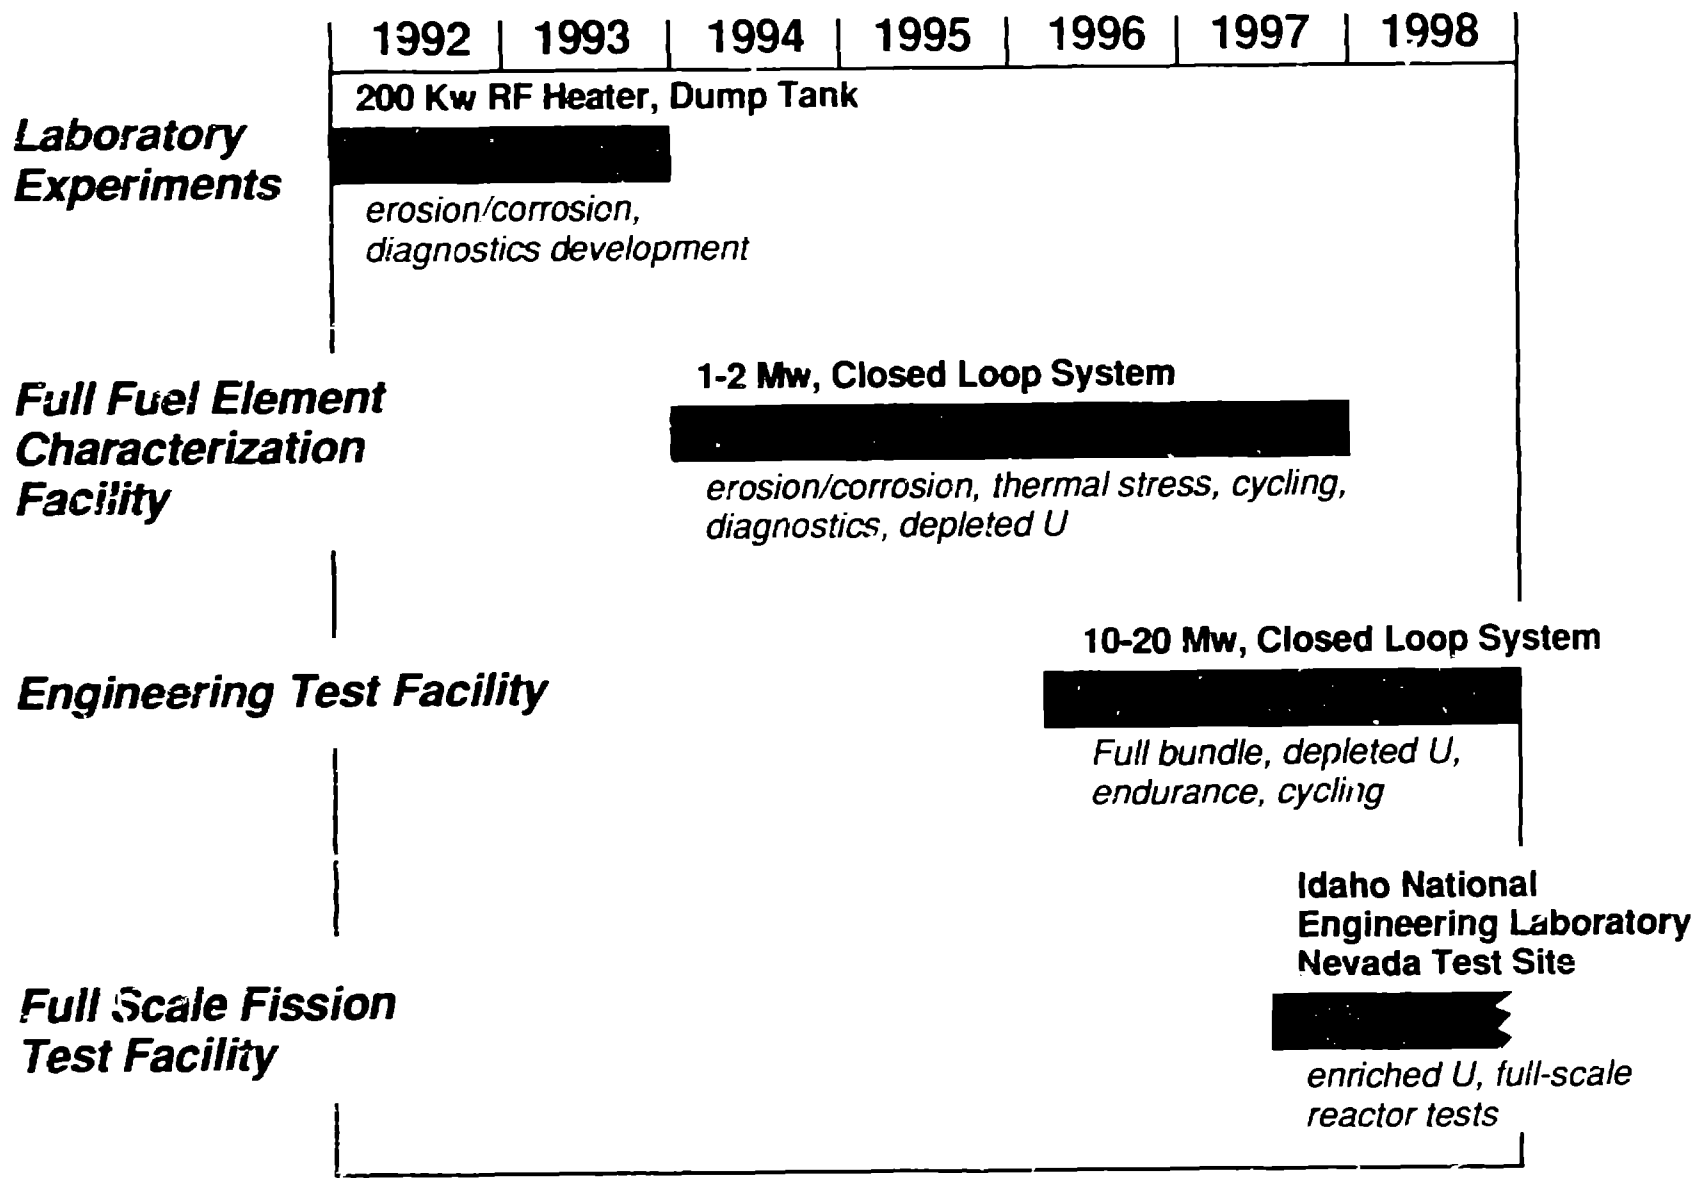 1992 1993 1994 1995 1996 1997 1998
200 Kw RF Heater, Dump Tank
Laboratory
Experiments
erosion/corrosion,
diagnostics development
1-2 Mw, Closed Loop System
Full Fuel Element
Characterization
Facility
erosion/corrosion, thermal stress, cycling,
diagnostics, depleted U
10-20 Mw, Closed Loop System
Engineering Test Facility
Full bundle, depleted U,
endurance, cycling
Idaho National
Engineering Laboratory
Nevada Test Site
Full Scale Fission
Test Facility
enriched U, full-scale
reactor tests